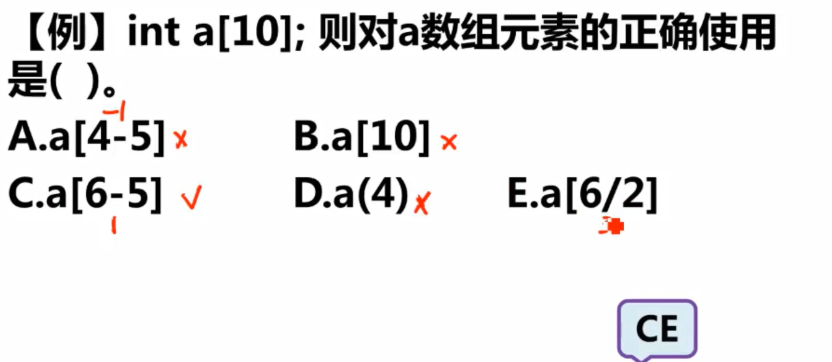 【例】int a[10]; 则对a数组元素的正确使用
是( )。
-1
A.a[4-5] × B.a[10] ×
C.a[6-5] √ D.a(4) × E.a[6/2]
1 3
CE